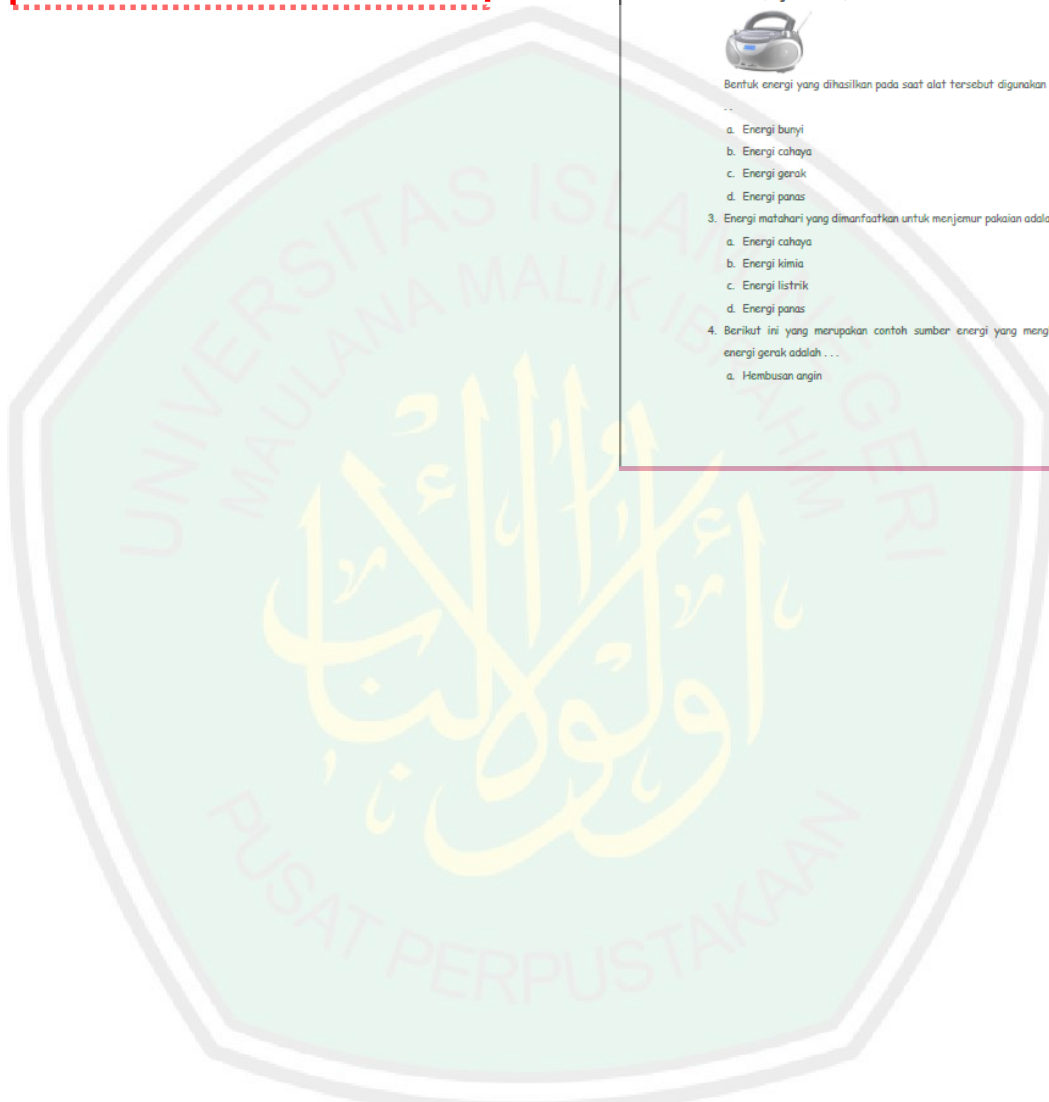 Bentuk energi yang dihasilkan pada saat alat tersebut digunakan
. .
a. Energi bunyi
b. Energi cahaya
c. Energi gerak
d. Energi panas
3. Energi matahari yang dimanfaatkan untuk menjemur pakaian
a. Energi cahaya
b. Energi kimia
c. Energi listrik
d. Energi panas
4. Berikut ini yang merupakan contoh sumber energi yang
energi gerak adalah . . .
a. Hembusan angin
UNIVERSITAS ISLAM NEGERI
MAULANA MALIK IBRAHIM
أولو الألباب
PUSAT PERPUSTAKAAN